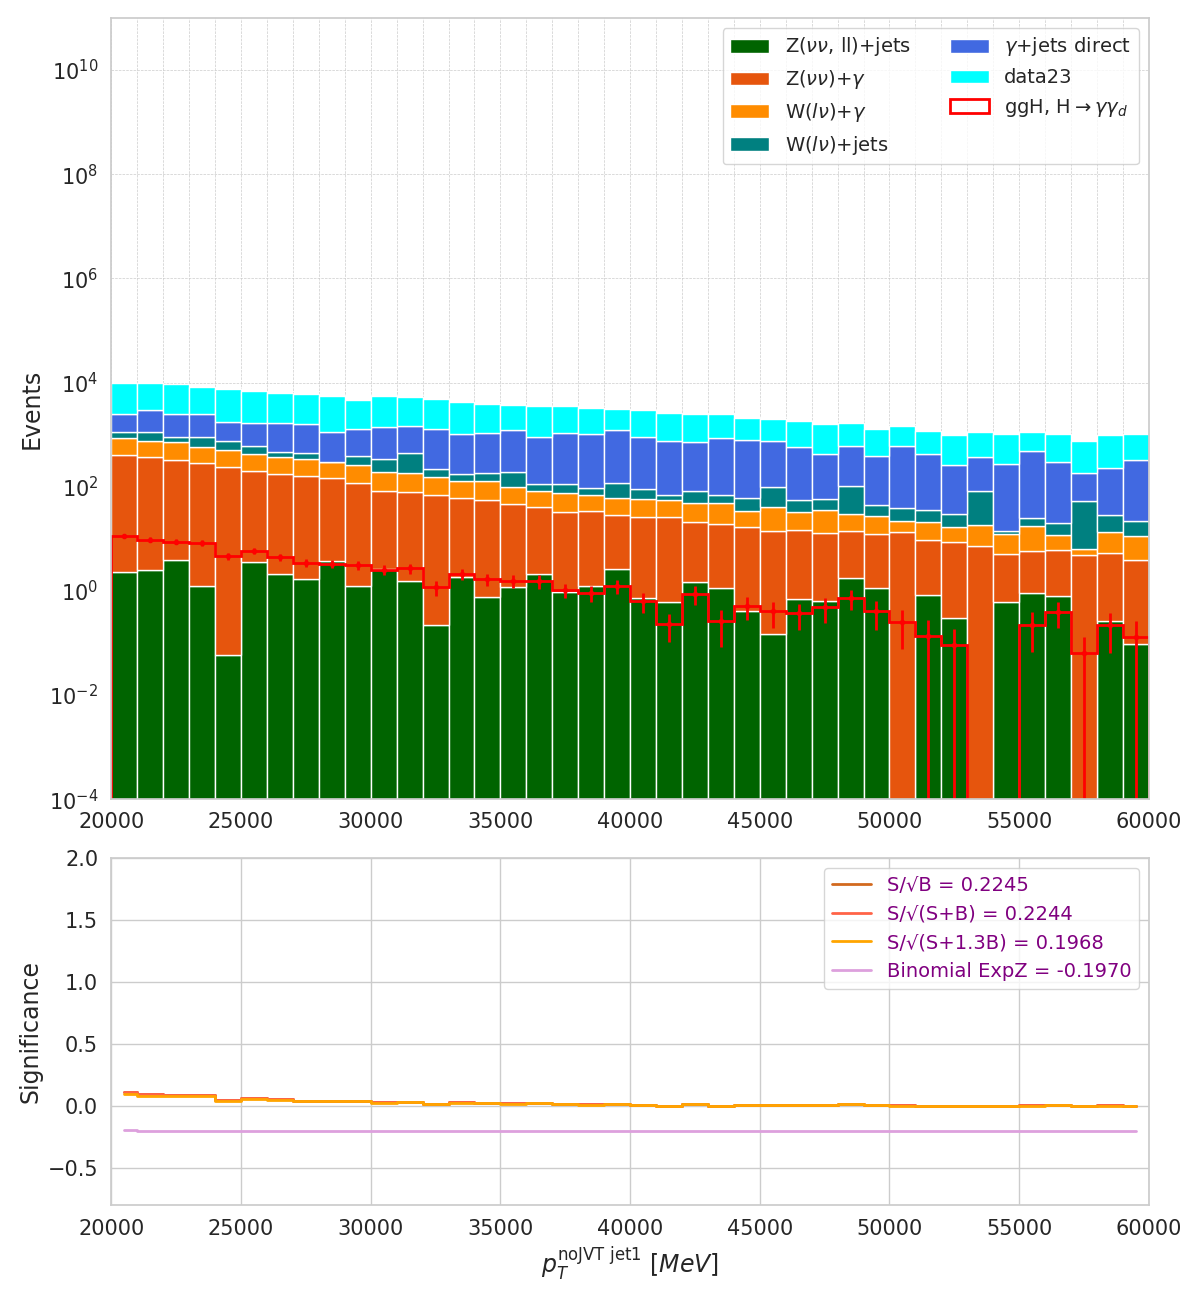 Z(νν, ll)+jets
Z(νν)+γ
W(lν)+γ
W(lν)+jets
γ+jets direct
data23
ggH, H→γγ_d
Events
10^10
10^8
10^6
10^4
10^2
10^0
10^−2
10^−4
20000 25000 30000 35000 40000 45000 50000 55000 60000
S/√B = 0.2245
S/√(S+B) = 0.2244
S/√(S+1.3B) = 0.1968
Binomial ExpZ = -0.1970
Significance
2.0
1.5
1.0
0.5
0.0
−0.5
20000 25000 30000 35000 40000 45000 50000 55000 60000
p_T^noJVT jet1 [MeV]